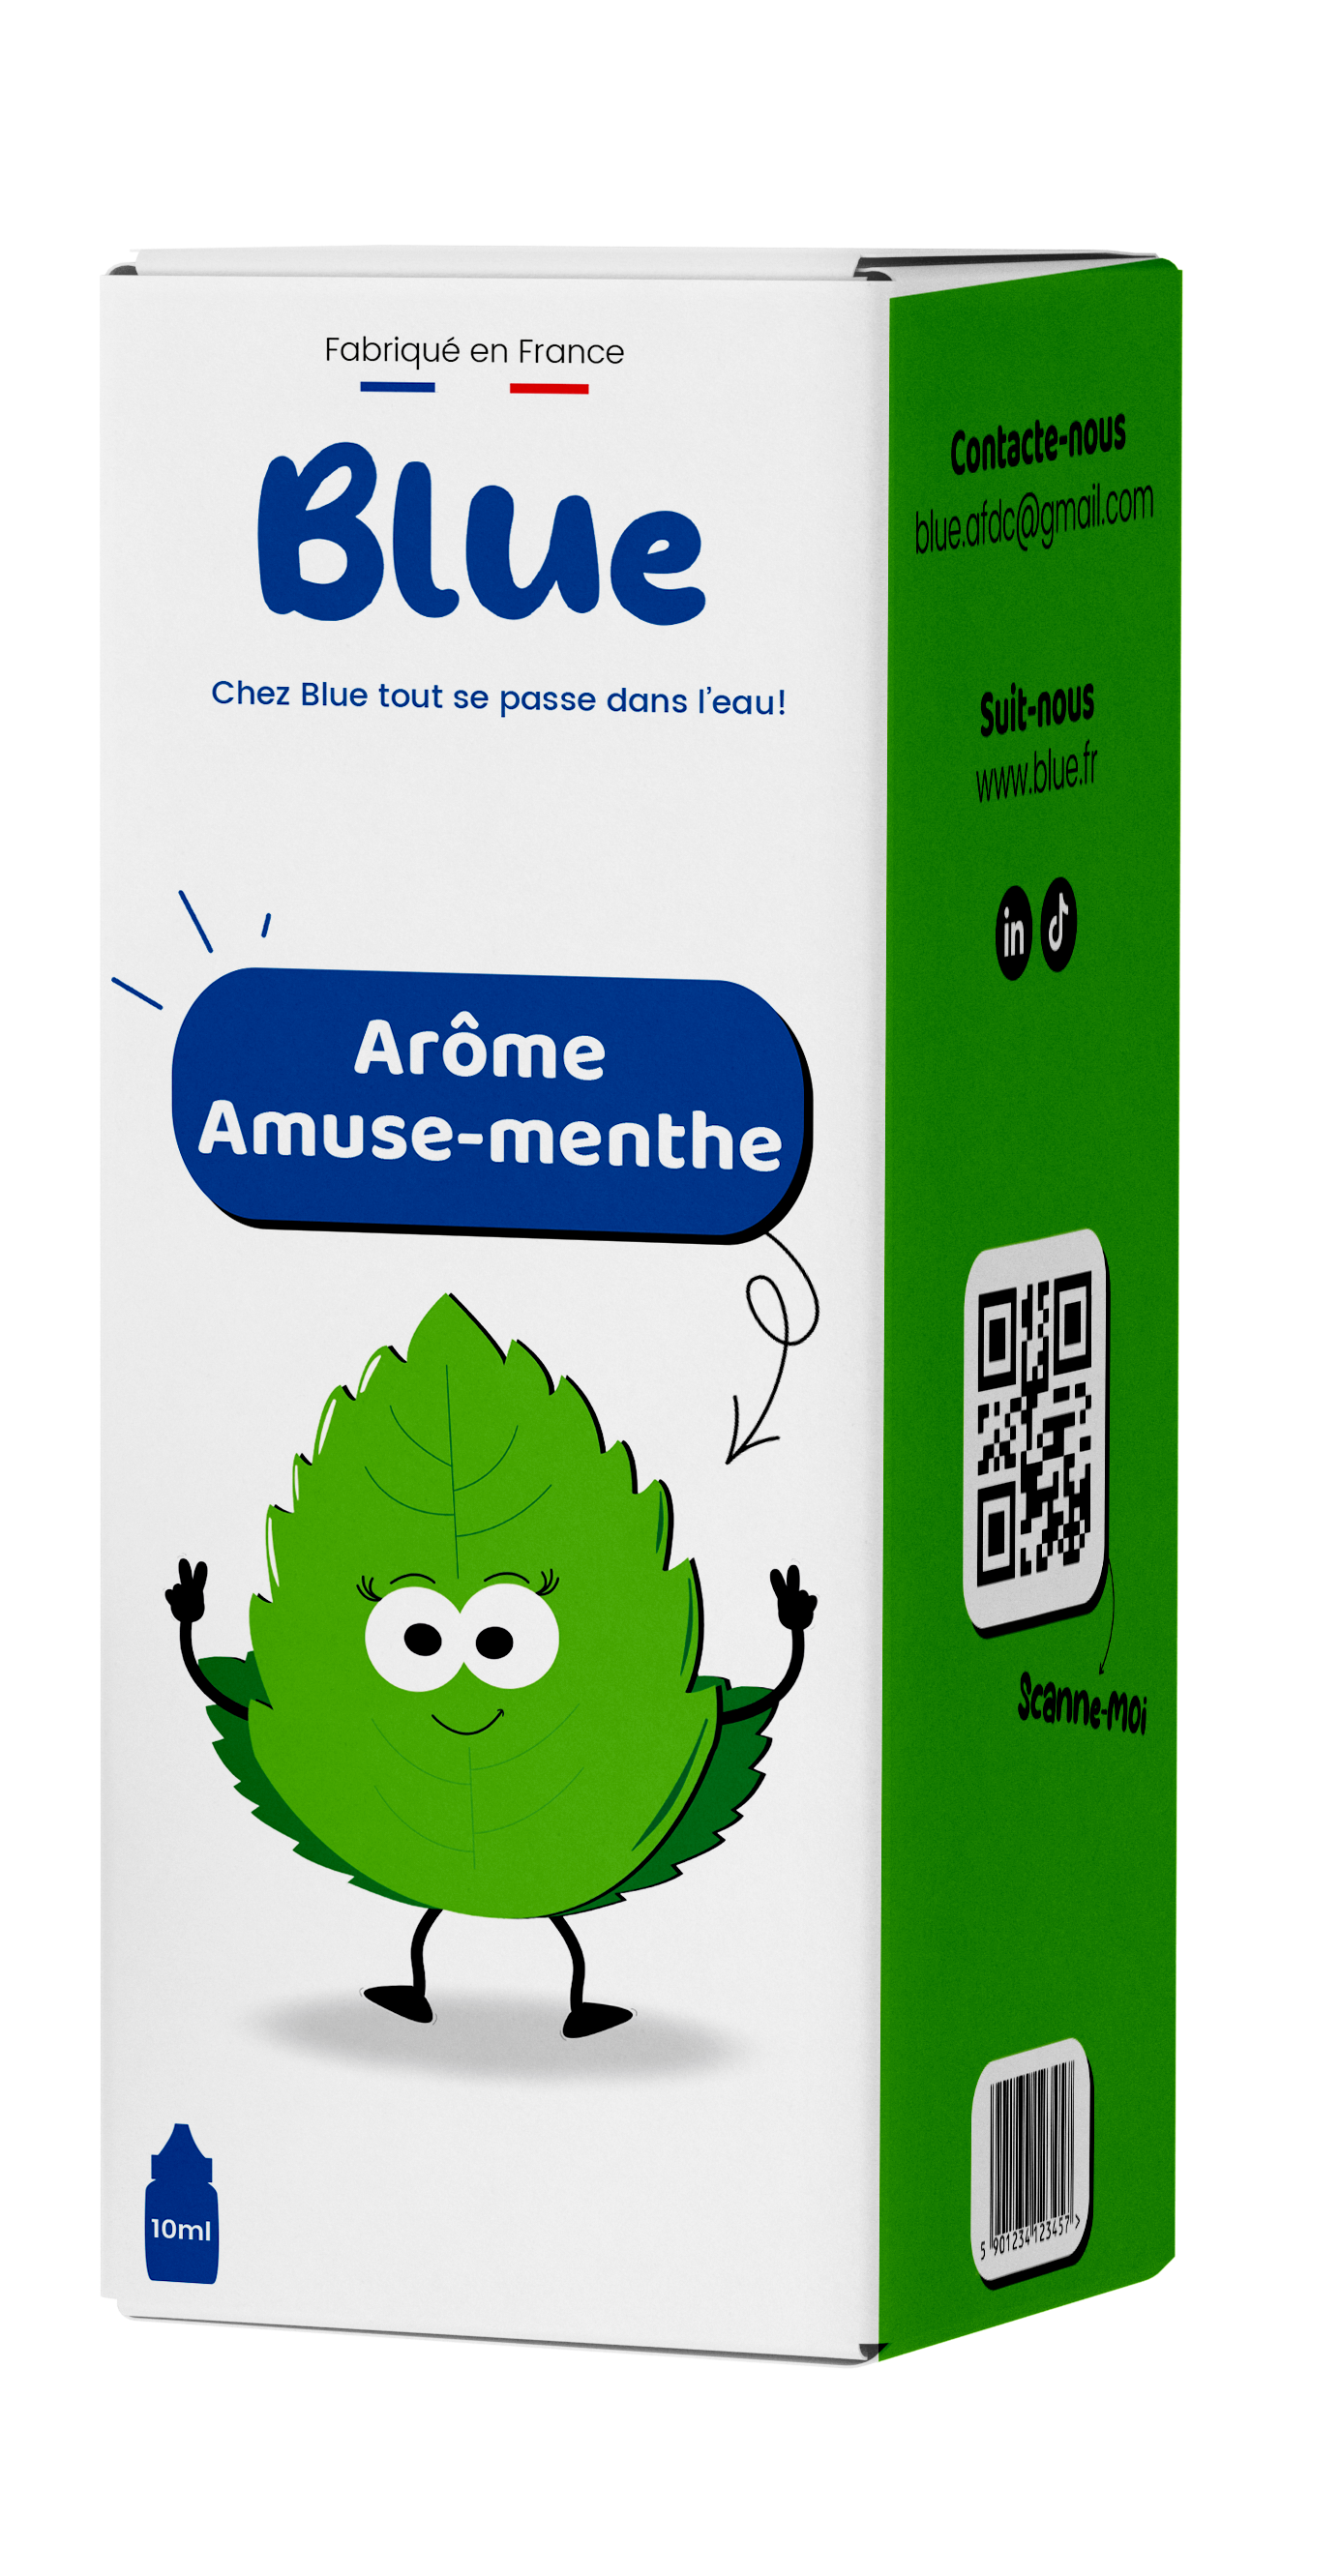 Fabriqué en France
Blue
Chez Blue tout se passe dans l'eau!
Arôme
Amuse-menthe
10ml
Contacte-nous
blue.afdc@gmail.com
Suit-nous
www.blue.fr
in
Scanne-Moi
5 901234 123457 >